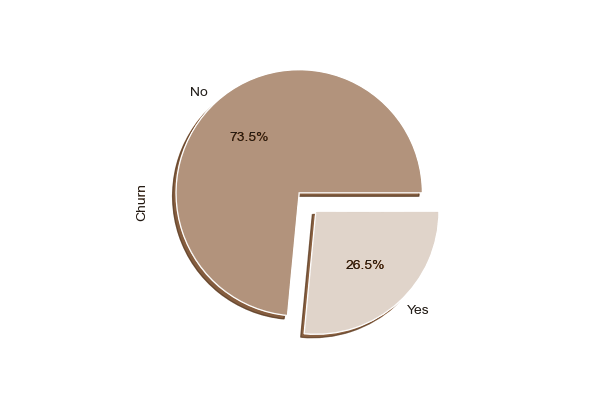 No
73.5%
Churn
26.5%
Yes